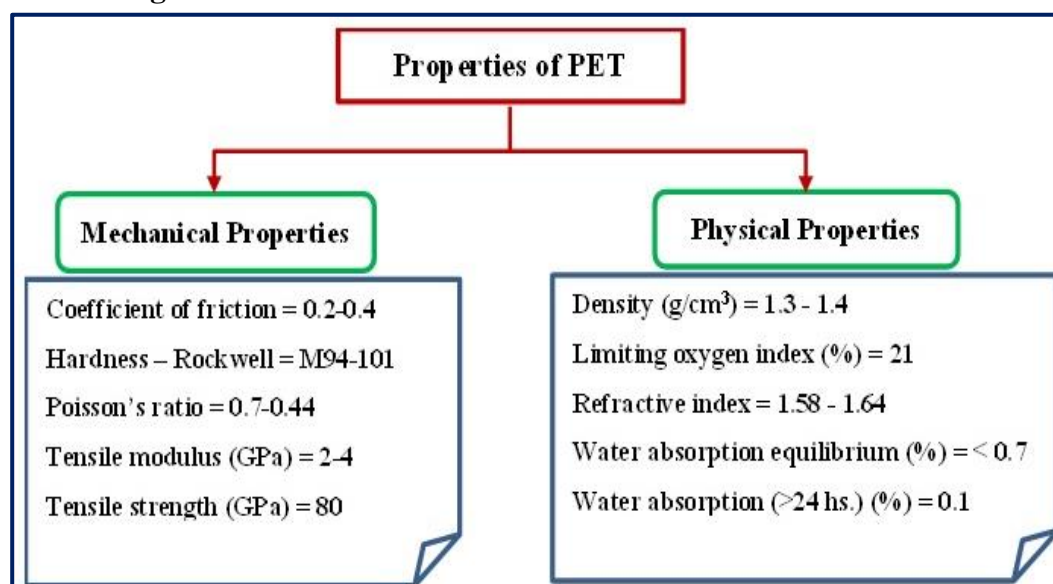 Properties of PET
Mechanical Properties
Coefficient of friction = 0.2-0.4
Hardness – Rockwell = M94-101
Poisson's ratio = 0.7-0.44
Tensile modulus (GPa) = 2-4
Tensile strength (GPa) = 80
Physical Properties
Density (g/cm³) = 1.3 - 1.4
Limiting oxygen index (%) = 21
Refractive index = 1.58 - 1.64
Water absorption equilibrium (%) = < 0.7
Water absorption (>24 hs.) (%) = 0.1